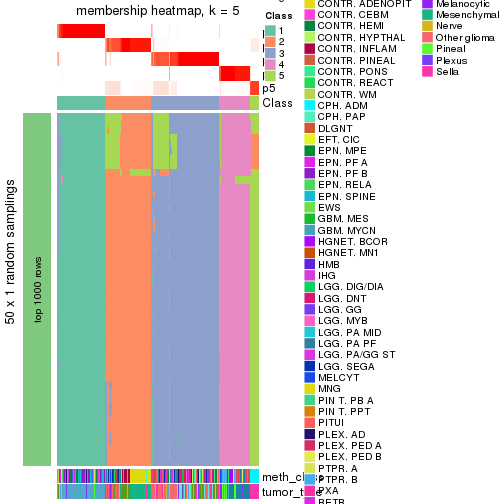 membership heatmap, k = 5
p5
Class
50 x 1 random samplings
top 1000 rows
meth_cl
tumor_t
Class
1
2
3
4
5
CONTR. ADENOPIT
CONTR. CEBM
CONTR. HEMI
CONTR. HYPTHAL
CONTR. INFLAM
CONTR. PINEAL
CONTR. PONS
CONTR. REACT
CONTR. WM
CPH. ADM
CPH. PAP
DLGNT
EFT. CIC
EPN. MPE
EPN. PF A
EPN. PF B
EPN. RELA
EPN. SPINE
EWS
GBM. MES
GBM. MYCN
HGNET. BCOR
HGNET. MN1
HMB
IHG
LGG. DIG/DIA
LGG. DNT
LGG. GG
LGG. MYB
LGG. PA MID
LGG. PA PF
LGG. PA/GG ST
LGG. SEGA
MELCYT
MNG
PIN T. PB A
PIN T. PPT
PITUI
PLEX. AD
PLEX. PED A
PLEX. PED B
PTPR. A
PTPR. B
PXA
RETB
Melanocytic
Mesenchymal
Nerve
Other glioma
Pineal
Plexus
Sella